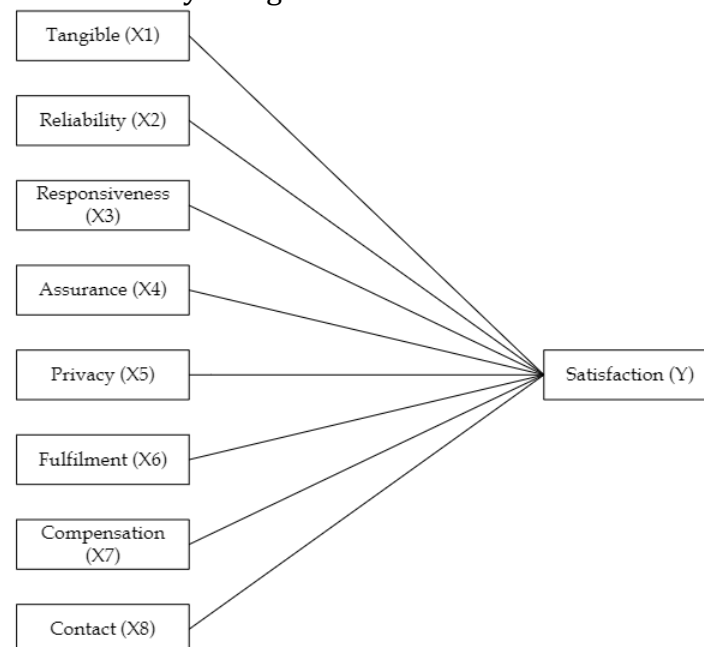 Tangible (X1)
Reliability (X2)
Responsiveness
(X3)
Assurance (X4)
Privacy (X5)
Satisfaction (Y)
Fulfilment (X6)
Compensation
(X7)
Contact (X8)